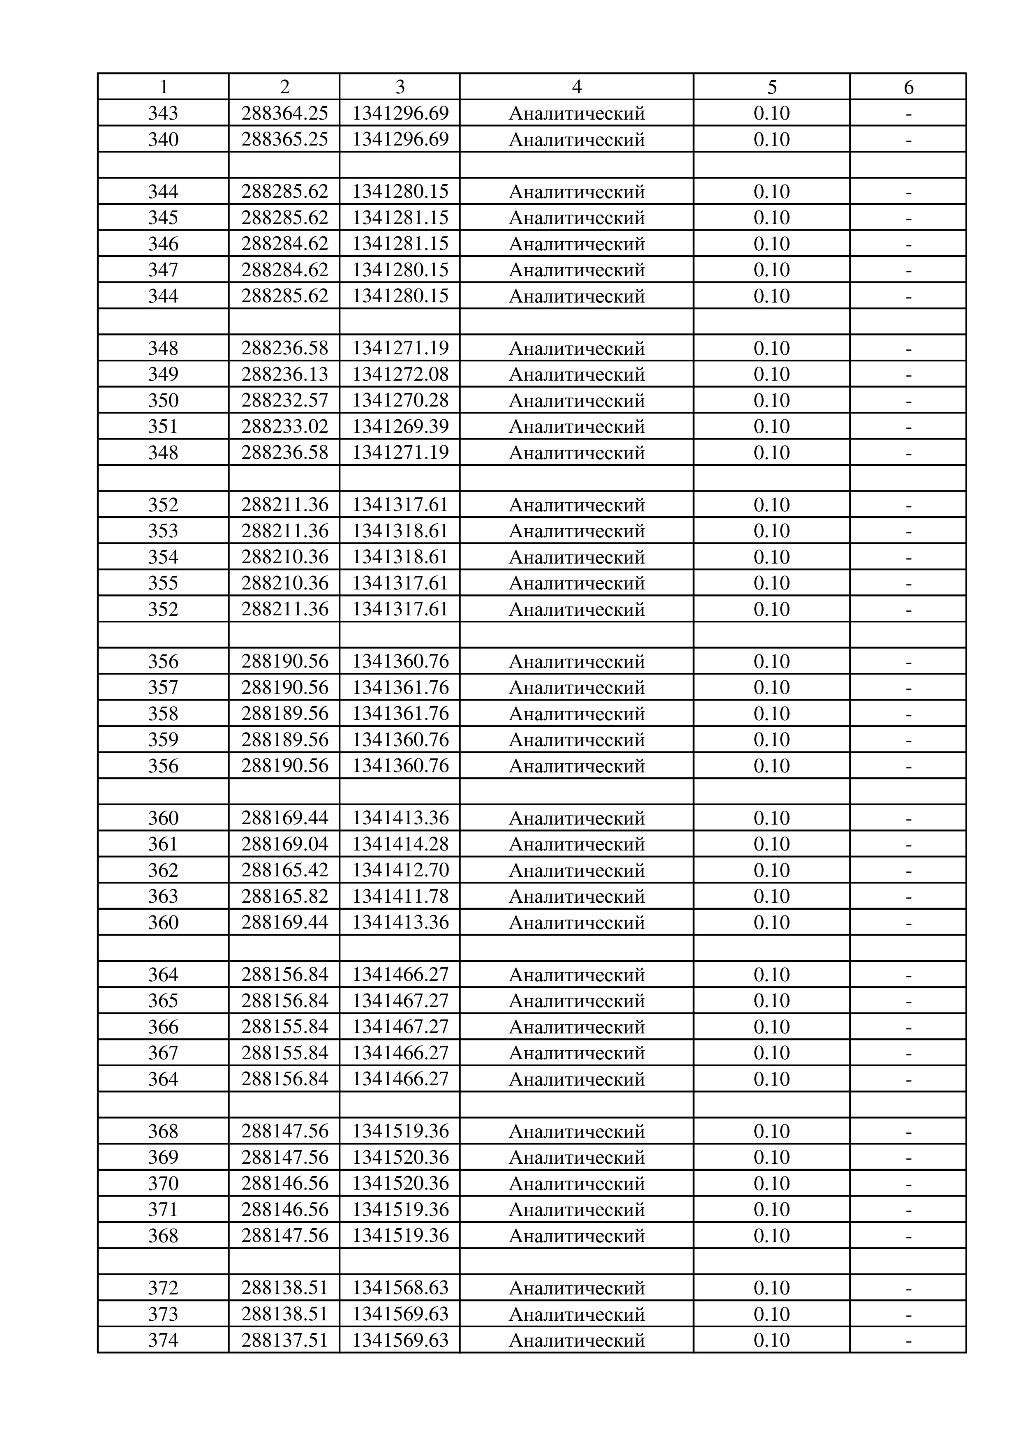 1 2 3 4 5 6
343 288364.25 1341296.69 Аналитический 0.10 -
340 288365.25 1341296.69 Аналитический 0.10 -
344 288285.62 1341280.15 Аналитический 0.10 -
345 288285.62 1341281.15 Аналитический 0.10 -
346 288284.62 1341281.15 Аналитический 0.10 -
347 288284.62 1341280.15 Аналитический 0.10 -
344 288285.62 1341280.15 Аналитический 0.10 -
348 288236.58 1341271.19 Аналитический 0.10 -
349 288236.13 1341272.08 Аналитический 0.10 -
350 288232.57 1341270.28 Аналитический 0.10 -
351 288233.02 1341269.39 Аналитический 0.10 -
348 288236.58 1341271.19 Аналитический 0.10 -
352 288211.36 1341317.61 Аналитический 0.10 -
353 288211.36 1341318.61 Аналитический 0.10 -
354 288210.36 1341318.61 Аналитический 0.10 -
355 288210.36 1341317.61 Аналитический 0.10 -
352 288211.36 1341317.61 Аналитический 0.10 -
356 288190.56 1341360.76 Аналитический 0.10 -
357 288190.56 1341361.76 Аналитический 0.10 -
358 288189.56 1341361.76 Аналитический 0.10 -
359 288189.56 1341360.76 Аналитический 0.10 -
356 288190.56 1341360.76 Аналитический 0.10 -
360 288169.44 1341413.36 Аналитический 0.10 -
361 288169.04 1341414.28 Аналитический 0.10 -
362 288165.42 1341412.70 Аналитический 0.10 -
363 288165.82 1341411.78 Аналитический 0.10 -
360 288169.44 1341413.36 Аналитический 0.10 -
364 288156.84 1341466.27 Аналитический 0.10 -
365 288156.84 1341467.27 Аналитический 0.10 -
366 288155.84 1341467.27 Аналитический 0.10 -
367 288155.84 1341466.27 Аналитический 0.10 -
364 288156.84 1341466.27 Аналитический 0.10 -
368 288147.56 1341519.36 Аналитический 0.10 -
369 288147.56 1341520.36 Аналитический 0.10 -
370 288146.56 1341520.36 Аналитический 0.10 -
371 288146.56 1341519.36 Аналитический 0.10 -
368 288147.56 1341519.36 Аналитический 0.10 -
372 288138.51 1341568.63 Аналитический 0.10 -
373 288138.51 1341569.63 Аналитический 0.10 -
374 288137.51 1341569.63 Аналитический 0.10 -